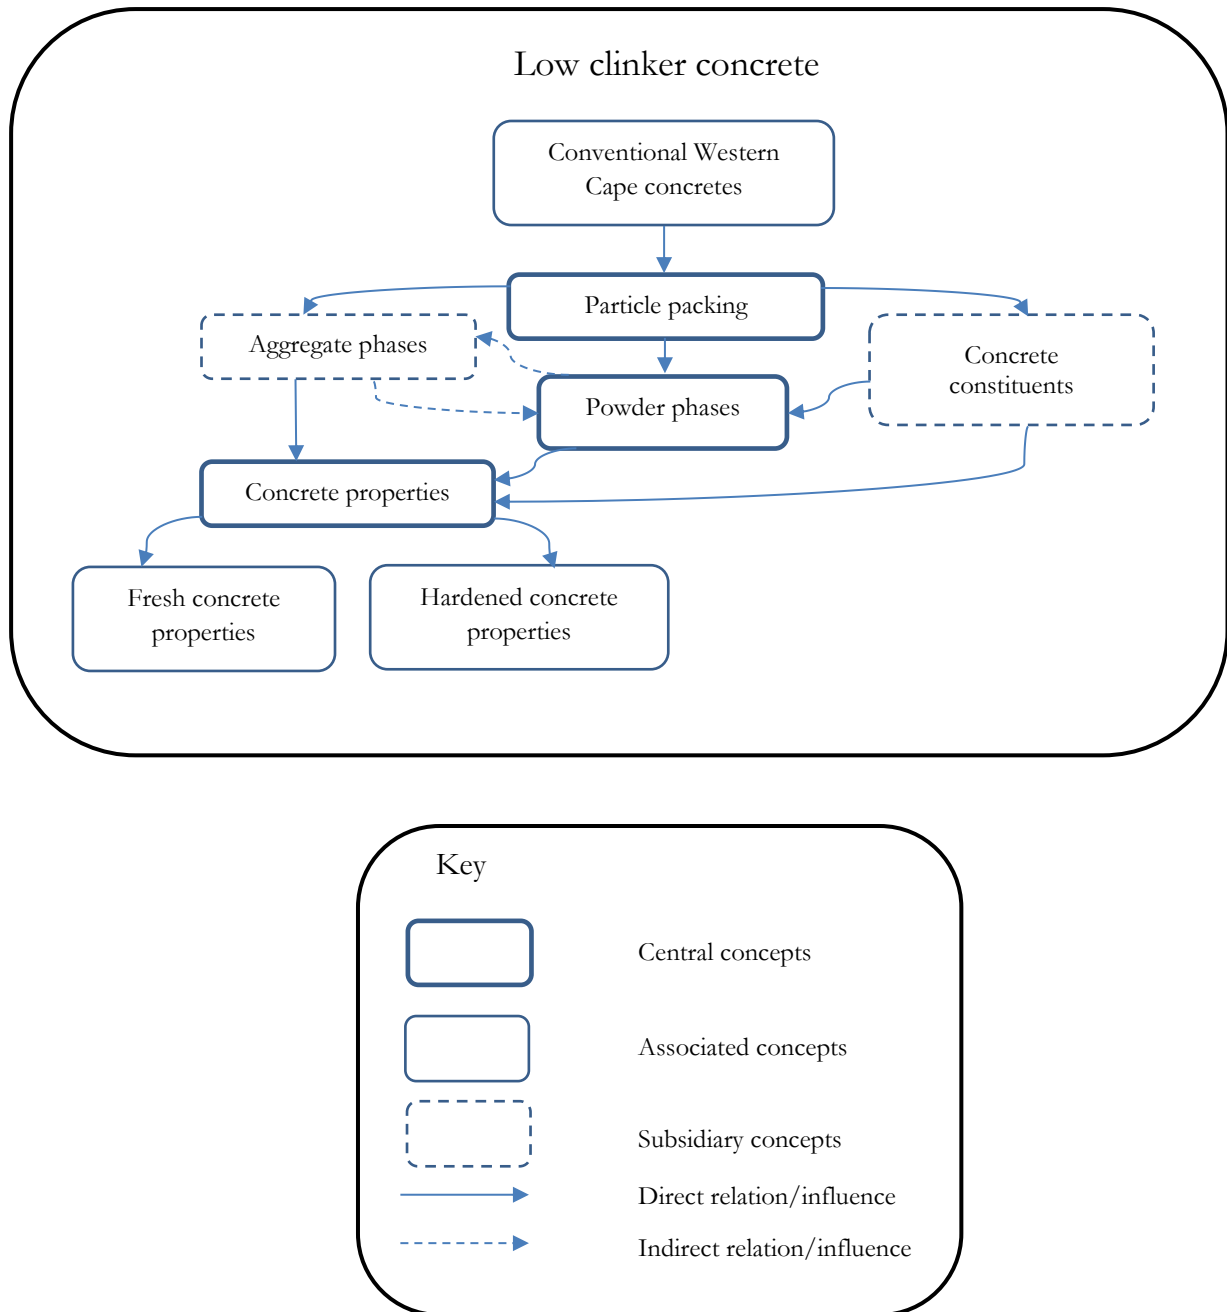 Low clinker concrete
Conventional Western
Cape concretes
Particle packing
Aggregate phases
Concrete
constituents
Powder phases
Concrete properties
Fresh concrete
properties
Hardened concrete
properties
Key
Central concepts
Associated concepts
Subsidiary concepts
Direct relation/influence
Indirect relation/influence